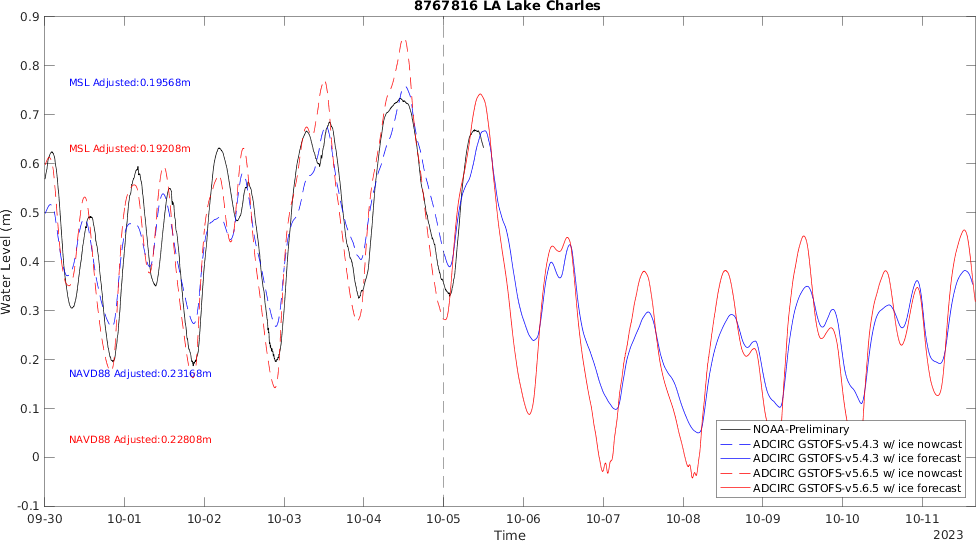 8767816 LA Lake Charles
0.9
0.8
0.7
0.6
0.5
0.4
0.3
0.2
0.1
0
-0.1
Water Level (m)
MSL Adjusted:0.19568m
MSL Adjusted:0.19208m
NAVD88 Adjusted:0.23168m
NAVD88 Adjusted:0.22808m
NOAA-Preliminary
ADCIRC GSTOFS-v5.4.3 w/ ice nowcast
ADCIRC GSTOFS-v5.4.3 w/ ice forecast
ADCIRC GSTOFS-v5.6.5 w/ ice nowcast
ADCIRC GSTOFS-v5.6.5 w/ ice forecast
09-30 10-01 10-02 10-03 10-04 10-05 10-06 10-07 10-08 10-09 10-10 10-11
Time
2023